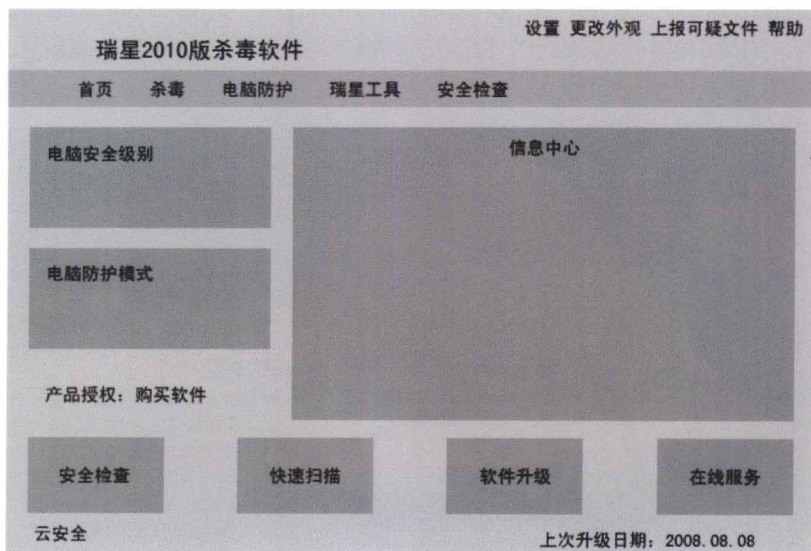 设置 更改外观 上报可疑文件 帮助
瑞星2010版杀毒软件
首页 杀毒 电脑防护 瑞星工具 安全检查
电脑安全级别
信息中心
电脑防护模式
产品授权：购买软件
安全检查 快速扫描 软件升级 在线服务
云安全
上次升级日期：2008.08.08